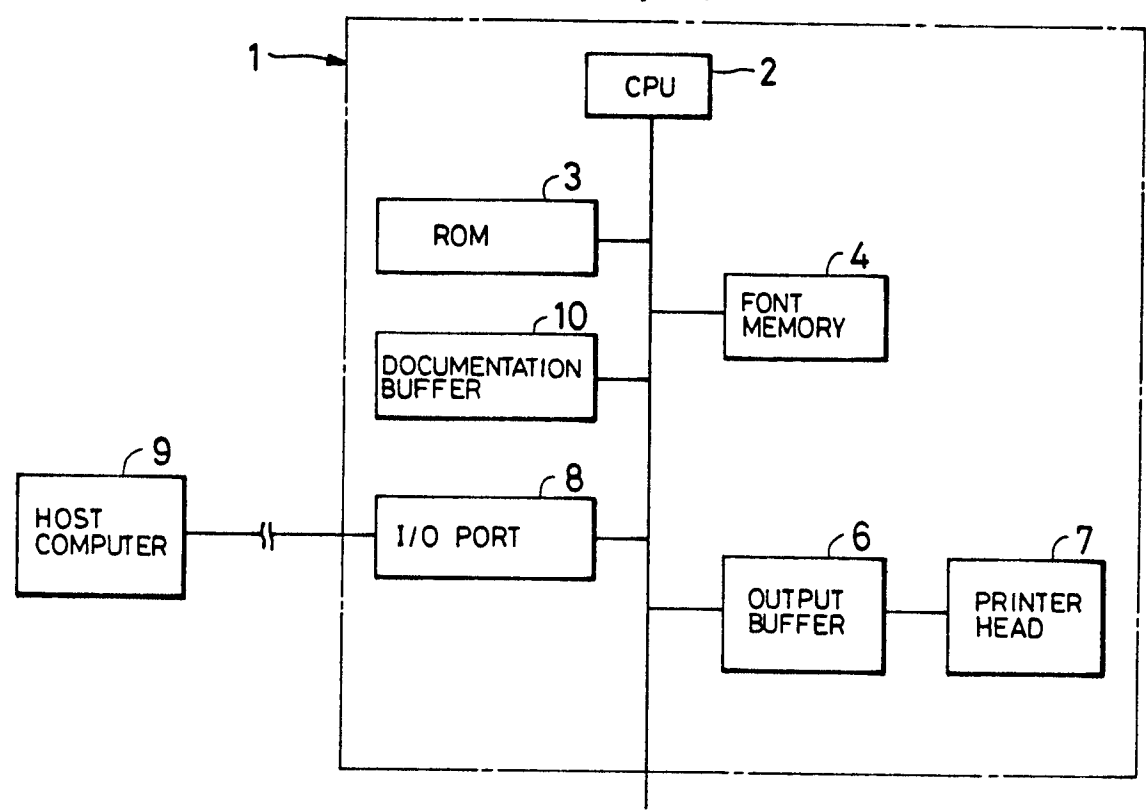 1
CPU
2
3
ROM
4
FONT
MEMORY
10
DOCUMENTATION
BUFFER
9
HOST
COMPUTER
8
I/O PORT
6
OUTPUT
BUFFER
7
PRINTER
HEAD